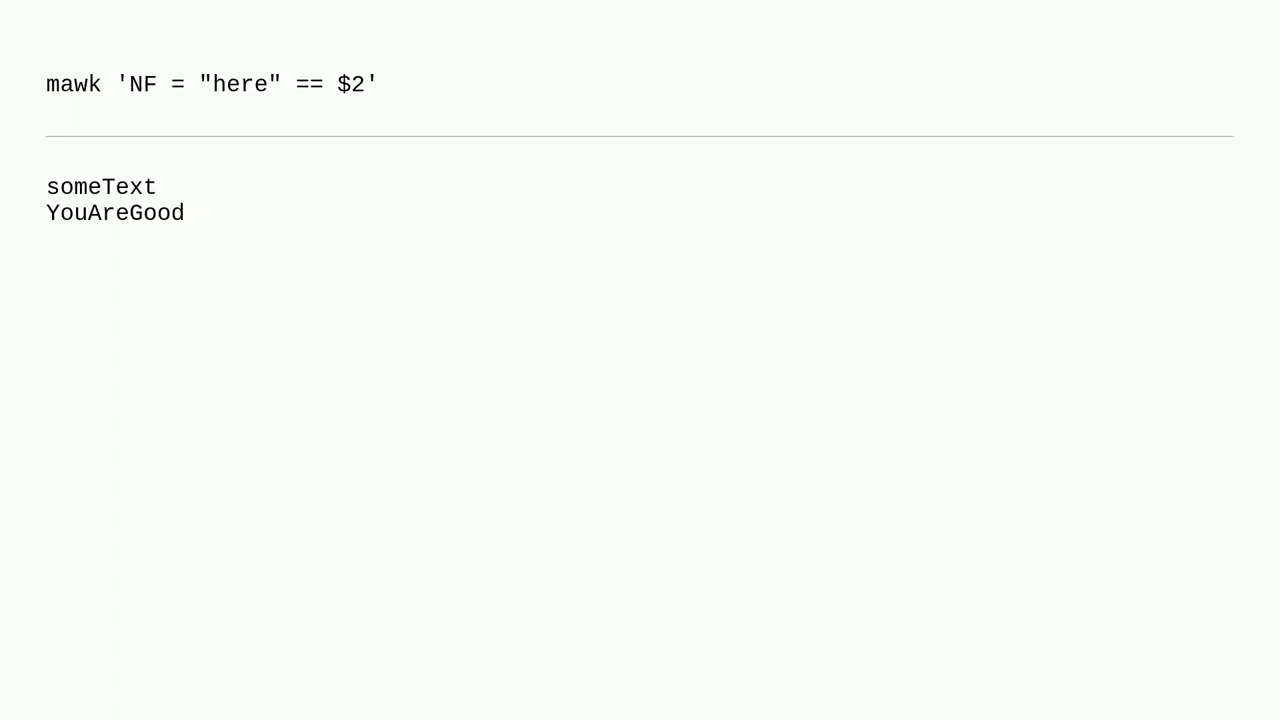 mawk 'NF = "here" == $2'
someText
YouAreGood